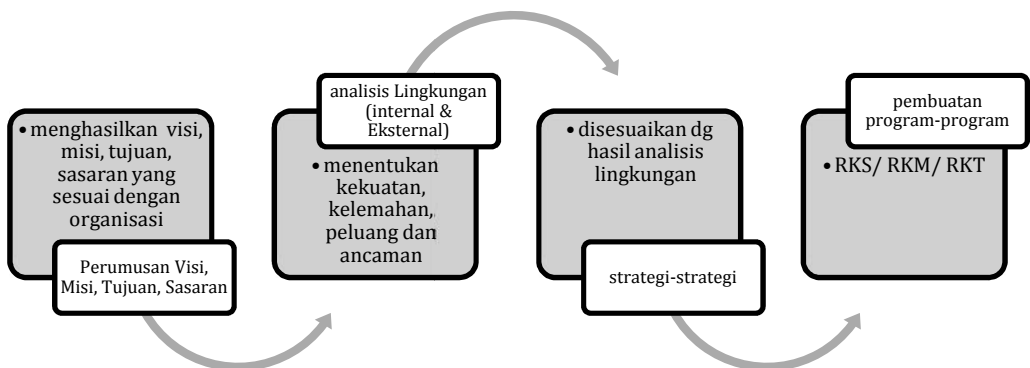 • menghasilkan visi,
misi, tujuan,
sasaran yang
sesuai dengan
organisasi
Perumusan Visi,
Misi, Tujuan, Sasaran
analisis Lingkungan
(internal &
Eksternal)
• menentukan
kekuatan,
kelemahan,
peluang dan
ancaman
• disesuaikan dg
hasil analisis
lingkungan
strategi-strategi
pembuatan
program-program
• RKS/ RKM/ RKT